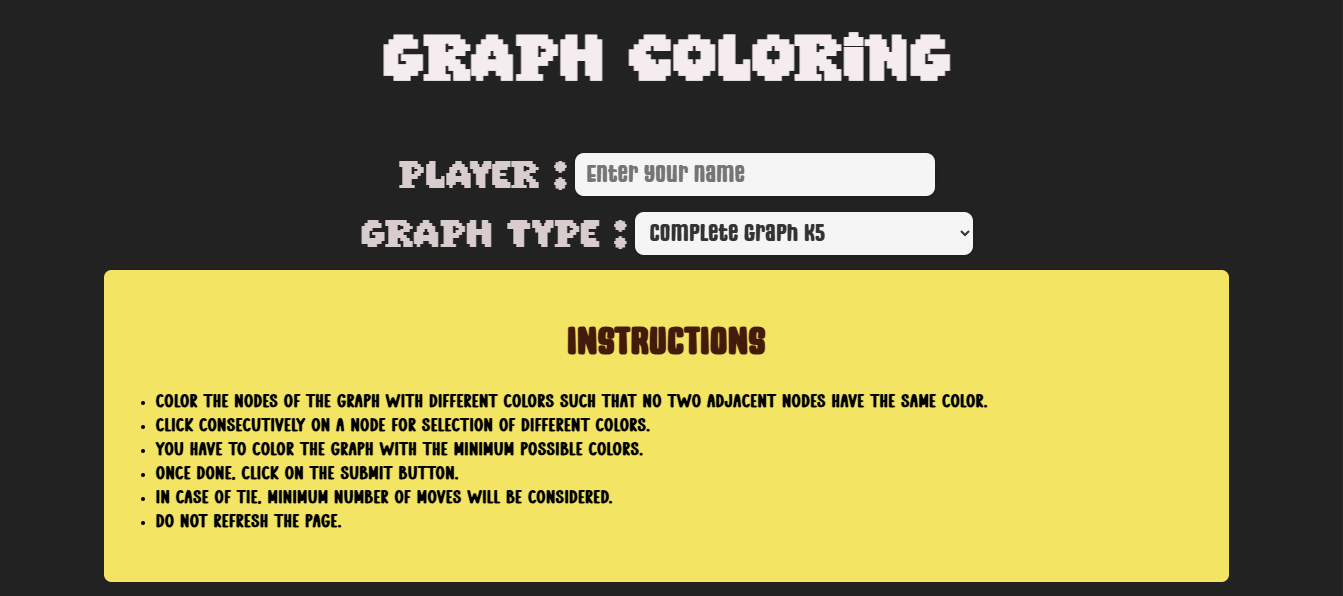 GRAPH COLORING
PLAYER :
Enter your name
GRAPH TYPE :
Complete Graph K5
INSTRUCTIONS
• COLOR THE NODES OF THE GRAPH WITH DIFFERENT COLORS SUCH THAT NO TWO ADJACENT NODES HAVE THE SAME COLOR.
• CLICK CONSECUTIVELY ON A NODE FOR SELECTION OF DIFFERENT COLORS.
• YOU HAVE TO COLOR THE GRAPH WITH THE MINIMUM POSSIBLE COLORS.
• ONCE DONE, CLICK ON THE SUBMIT BUTTON.
• IN CASE OF TIE, MINIMUM NUMBER OF MOVES WILL BE CONSIDERED.
• DO NOT REFRESH THE PAGE.